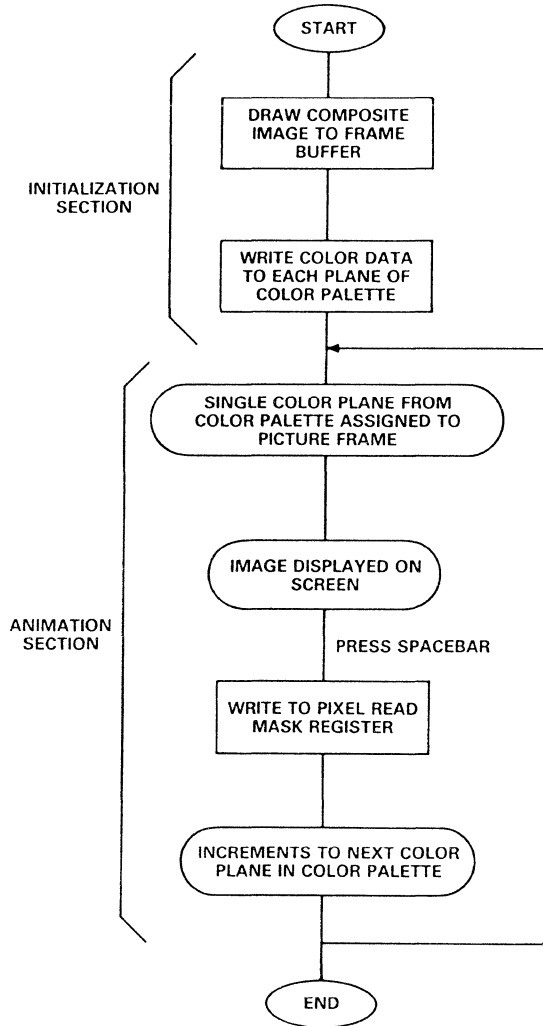 START
DRAW COMPOSITE
IMAGE TO FRAME
BUFFER
INITIALIZATION
SECTION
WRITE COLOR DATA
TO EACH PLANE OF
COLOR PALETTE
SINGLE COLOR PLANE FROM
COLOR PALETTE ASSIGNED TO
PICTURE FRAME
IMAGE DISPLAYED ON
SCREEN
ANIMATION
SECTION
PRESS SPACEBAR
WRITE TO PIXEL READ
MASK REGISTER
INCREMENTS TO NEXT COLOR
PLANE IN COLOR PALETTE
END